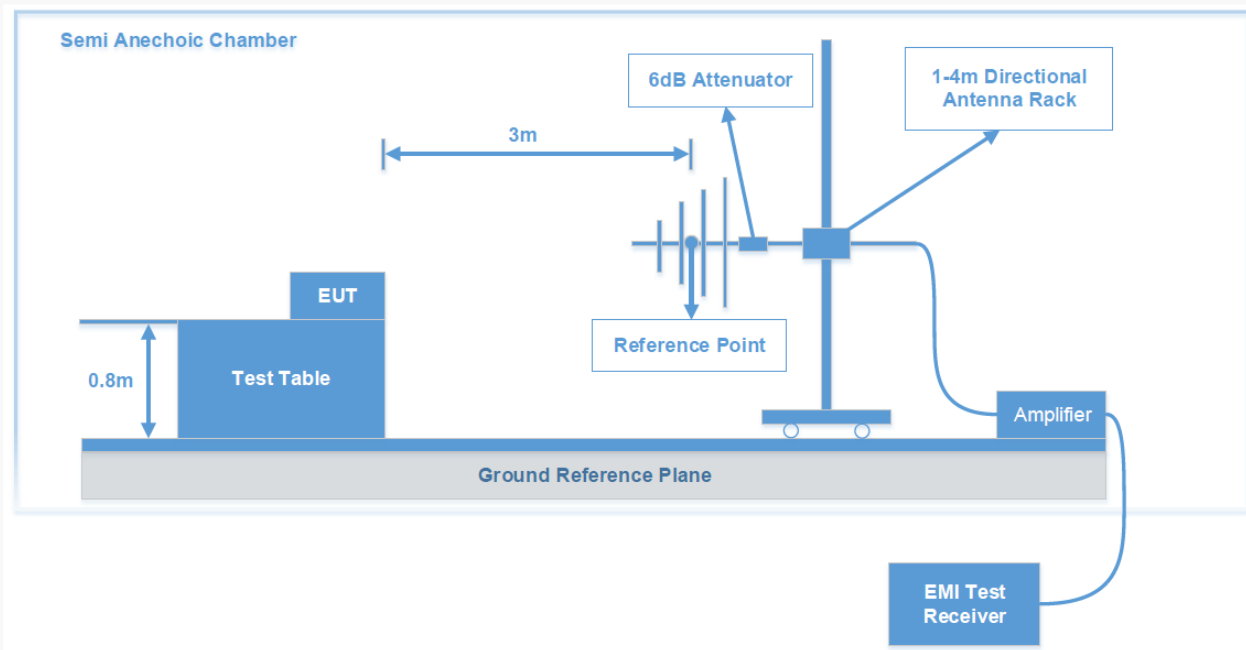 Semi Anechoic Chamber
6dB Attenuator
1-4m Directional
Antenna Rack
3m
EUT
Reference Point
0.8m
Test Table
Amplifier
Ground Reference Plane
EMI Test
Receiver